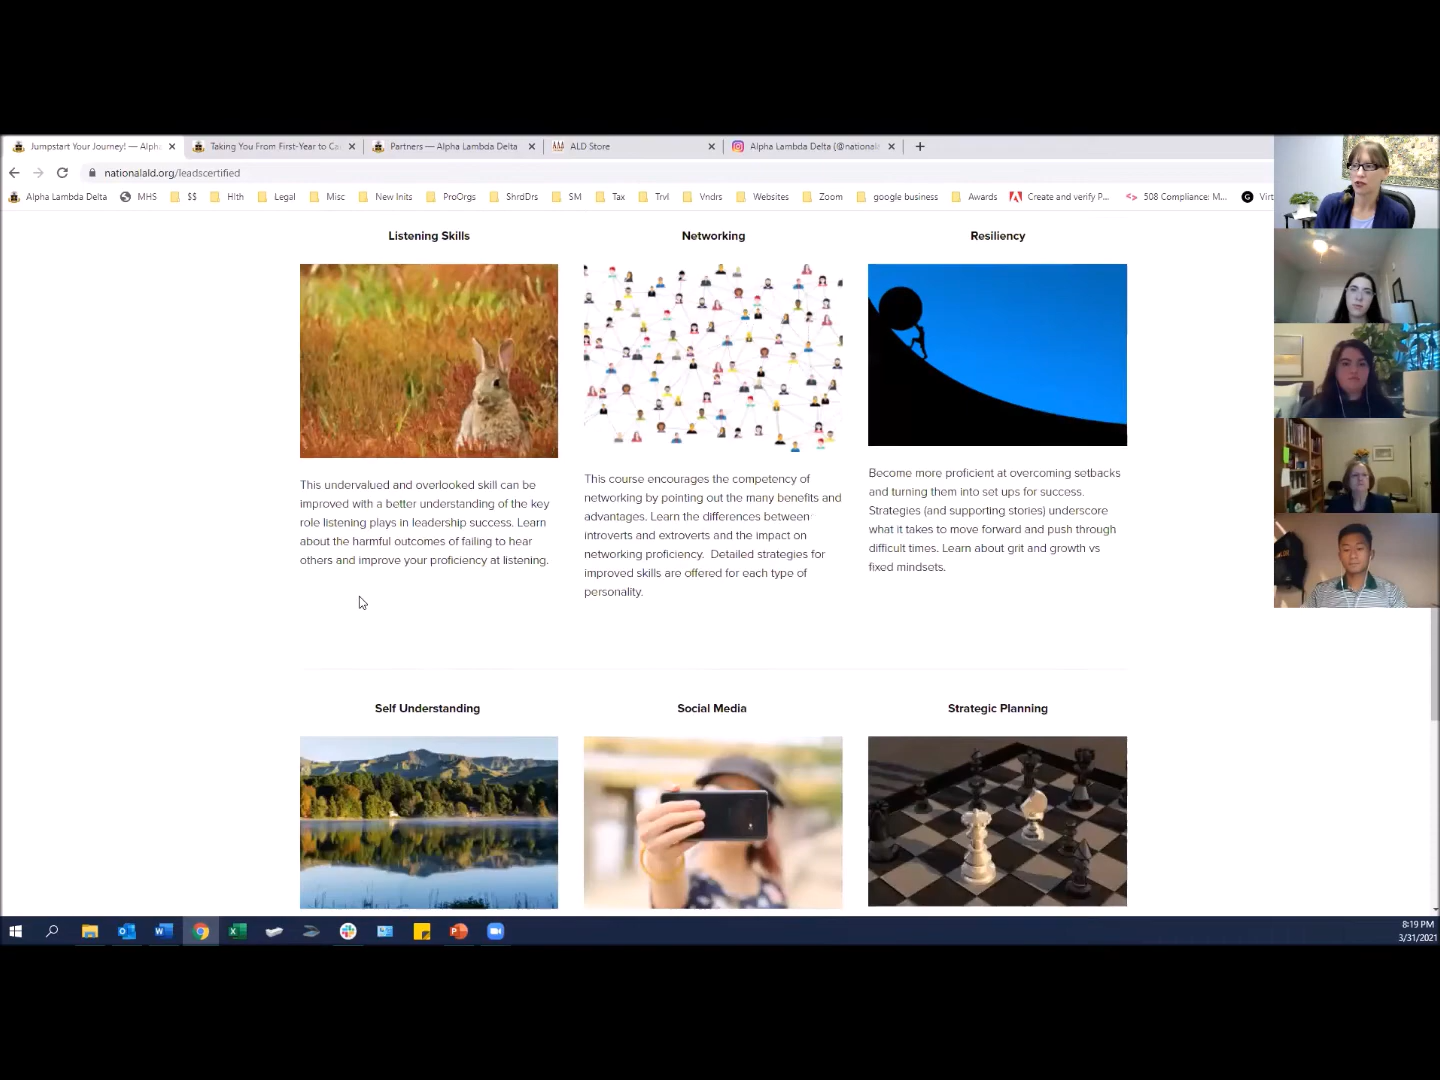 Jumpstart Your Journey! — Alpha
Taking You From First-Year to Ca
Partners — Alpha Lambda Delta
ALD Store
Alpha Lambda Delta (@national
nationalald.org/leadscertified
Alpha Lambda Delta
MHS
$$
Hlth
Legal
Misc
New Inits
ProOrgs
ShrdDrs
SM
Tax
Trvl
Vndrs
Websites
Zoom
google business
Awards
Create and verify P...
508 Compliance: M...
Virt
Listening Skills
This undervalued and overlooked skill can be
improved with a better understanding of the key
role listening plays in leadership success. Learn
about the harmful outcomes of failing to hear
others and improve your proficiency at listening.
Networking
This course encourages the competency of
networking by pointing out the many benefits and
advantages. Learn the differences between
introverts and extroverts and the impact on
networking proficiency. Detailed strategies for
improved skills are offered for each type of
personality.
Resiliency
Become more proficient at overcoming setbacks
and turning them into set ups for success.
Strategies (and supporting stories) underscore
what it takes to move forward and push through
difficult times. Learn about grit and growth vs
fixed mindsets.
Self Understanding
Social Media
Strategic Planning
8:19 PM
3/31/2021